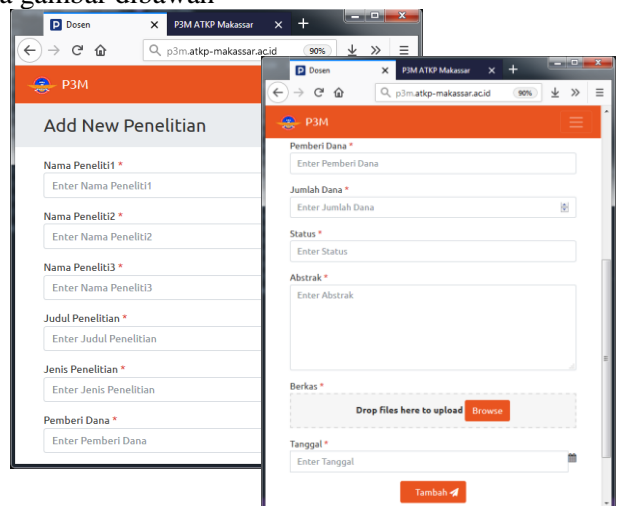 a gambar dibawah
Dosen
P3M ATKP Makassar
p3m.atkp-makassar.ac.id
90%
P3M
Add New Penelitian
Nama Peneliti1 *
Enter Nama Peneliti1
Nama Peneliti2 *
Enter Nama Peneliti2
Nama Peneliti3 *
Enter Nama Peneliti3
Judul Penelitian *
Enter Judul Penelitian
Jenis Penelitian *
Enter Jenis Penelitian
Pemberi Dana *
Enter Pemberi Dana
Dosen
P3M ATKP Makassar
p3m.atkp-makassar.ac.id
90%
P3M
Pemberi Dana *
Enter Pemberi Dana
Jumlah Dana *
Enter Jumlah Dana
Status *
Enter Status
Abstrak *
Enter Abstrak
Berkas *
Drop files here to upload Browse
Tanggal *
Enter Tanggal
Tambah